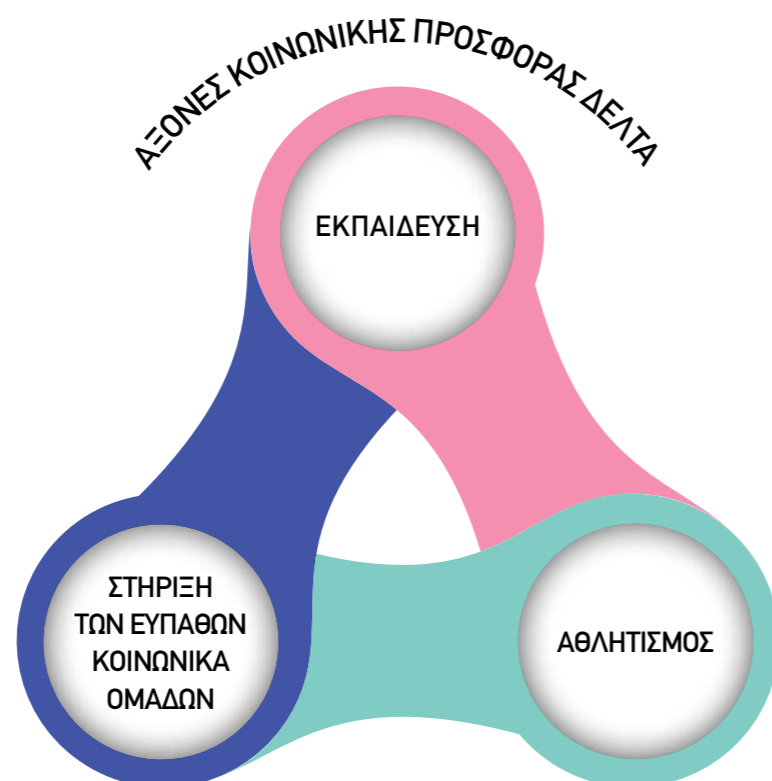 ΑΞΟΝΕΣ ΚΟΙΝΩΝΙΚΗΣ ΠΡΟΣΦΟΡΑΣ ΔΕΛΤΑ
ΕΚΠΑΙΔΕΥΣΗ
ΣΤΗΡΙΞΗ
ΤΩΝ ΕΥΠΑΘΩΝ
ΚΟΙΝΩΝΙΚΑ
ΟΜΑΔΩΝ
ΑΘΛΗΤΙΣΜΟΣ